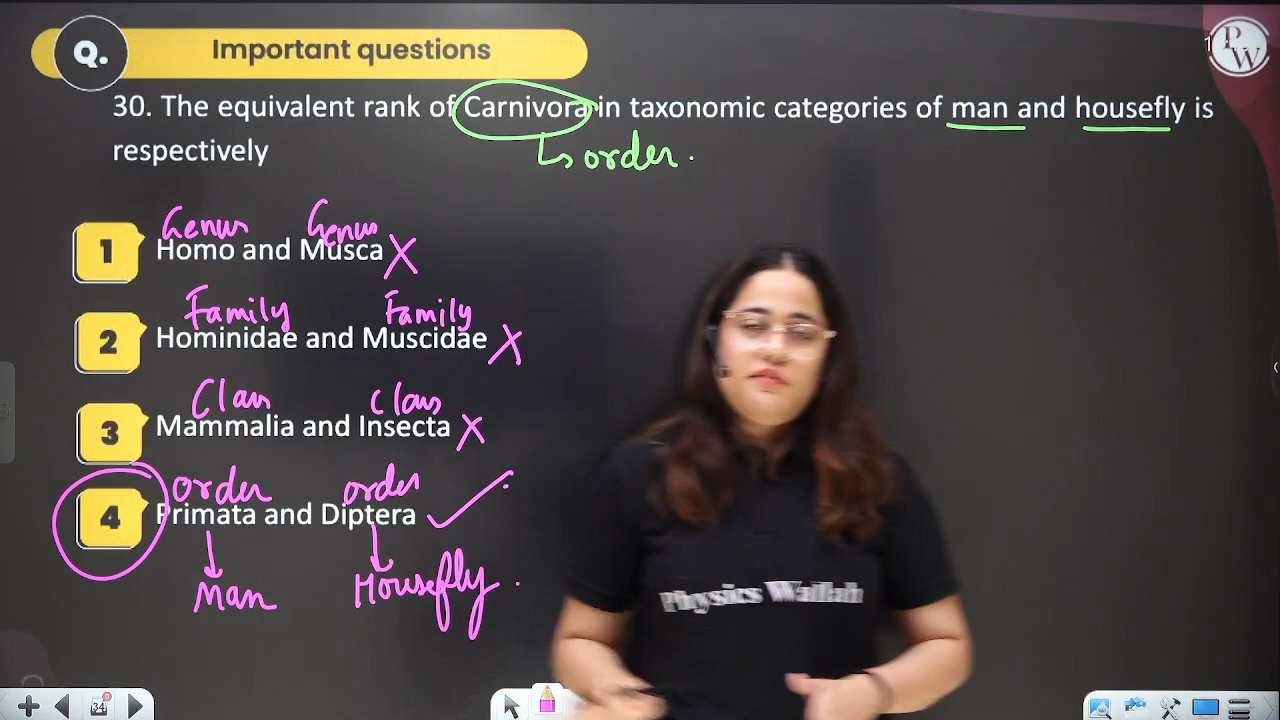 Q. Important questions
PW
30. The equivalent rank of Carnivora in taxonomic categories of man and housefly is
respectively
order.
Genus Genus
1 Homo and Musca X
Family Family
2 Hominidae and Muscidae X
Class class
3 Mammalia and Insecta X
order order
4 Primata and Diptera ✓
Man Housefly.
Physics Wallah
34